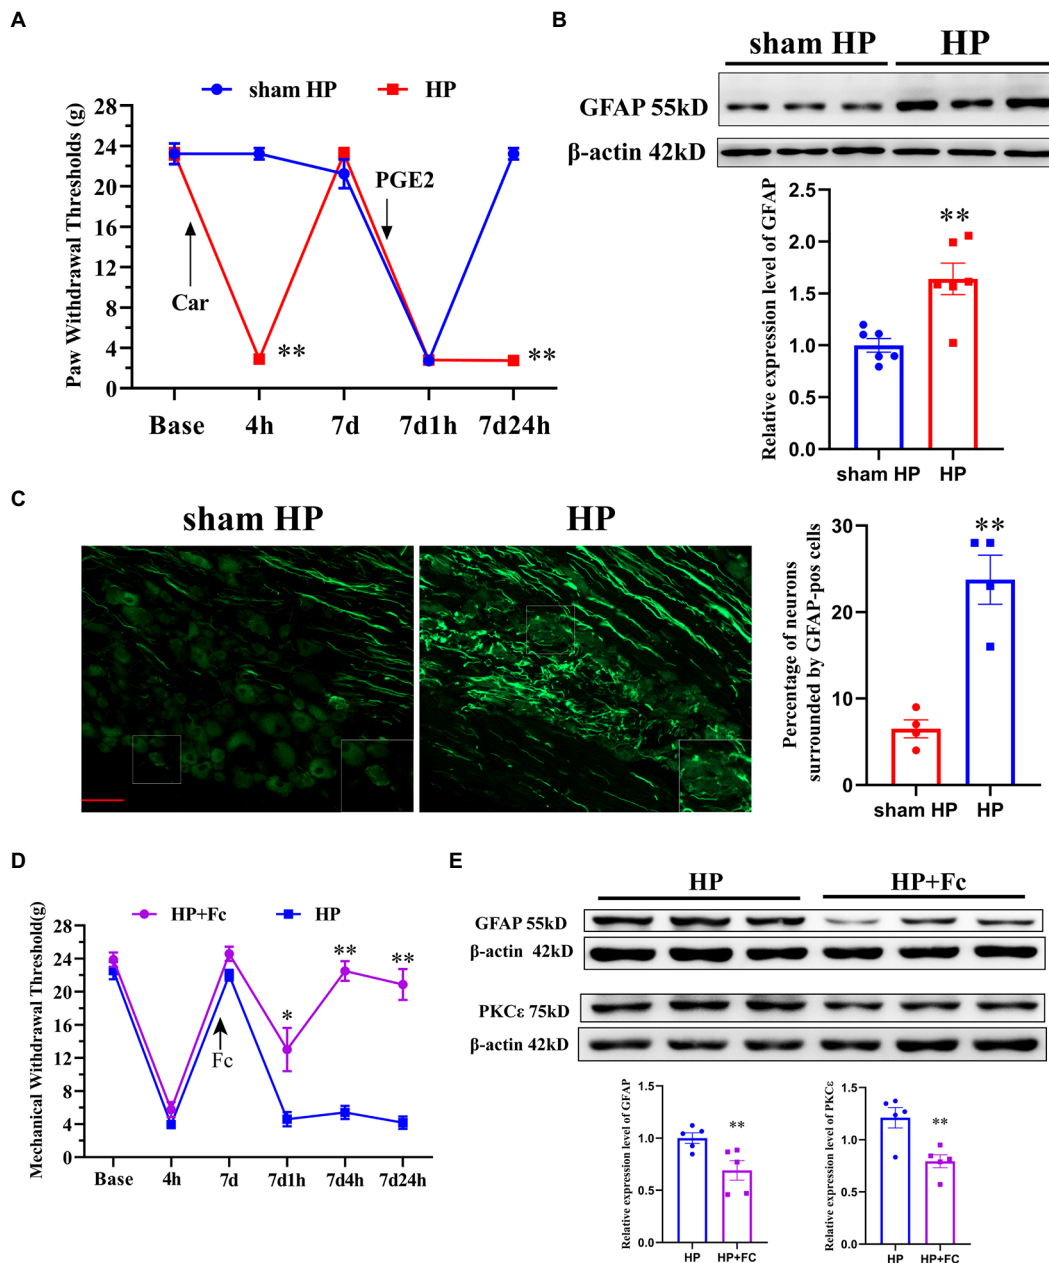 A
sham HP HP
Paw Withdrawal Thresholds (g)
28
24
20
16
12
8
4
0
Car
PGE2
**
**
Base 4h 7d 7d1h 7d24h
B
sham HP HP
GFAP 55kD
β-actin 42kD
Relative expression level of GFAP
2.5
2.0
1.5
1.0
0.5
0.0
**
sham HP HP
C
sham HP HP
Percentage of neurons
surrounded by GFAP-pos cells
30
20
10
0
**
sham HP HP
D
HP+Fc HP
Mechanical Withdrawal Threshold(g)
28
24
20
16
12
8
4
0
Fc
*
**
**
Base 4h 7d 7d1h 7d4h 7d24h
E
HP HP+Fc
GFAP 55kD
β-actin 42kD
PKCε 75kD
β-actin 42kD
Relative expression level of GFAP
1.5
1.0
0.5
0.0
**
HP HP+FC
Relative expression level of PKCε
1.5
1.0
0.5
0.0
**
HP HP+FC